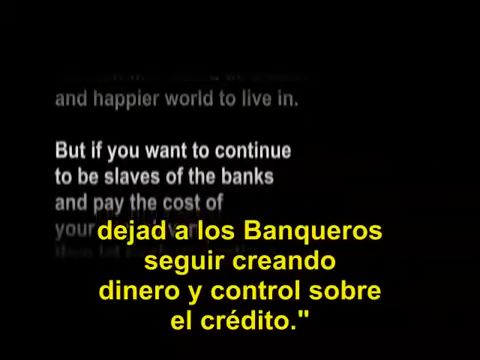 and happier world to live in.
But if you want to continue
to be slaves of the banks
and pay the cost of
your
dejad a los Banqueros
seguir creando
dinero y control sobre
el crédito."